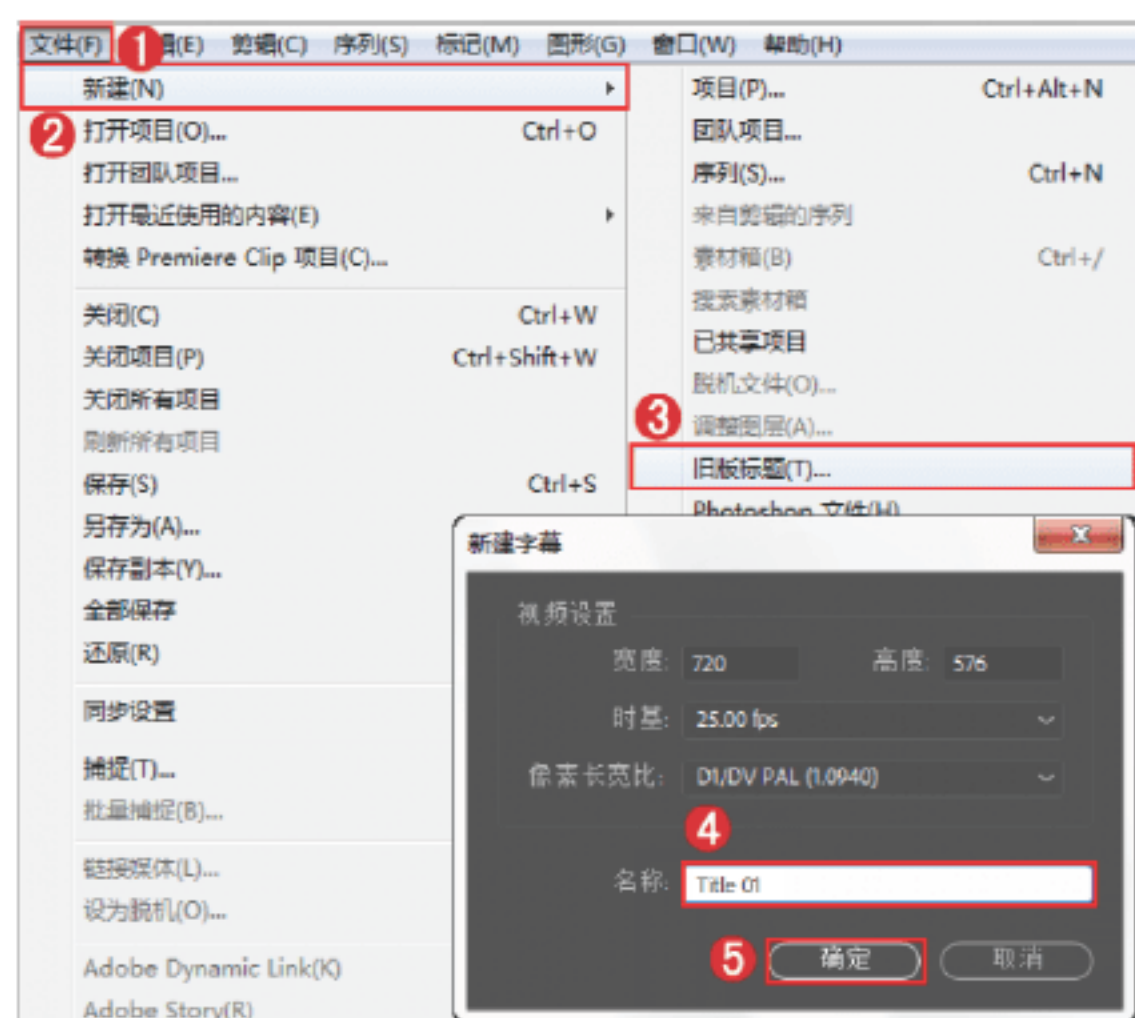 文件(F) 1 辑(E) 剪辑(C) 序列(S) 标记(M) 图形(G) 窗口(W) 帮助(H)
新建(N)
2
打开项目(O)... Ctrl+O
打开团队项目...
打开最近使用的内容(E)
转换 Premiere Clip 项目(C)...
关闭(C) Ctrl+W
关闭项目(P) Ctrl+Shift+W
关闭所有项目
刷新所有项目
保存(S) Ctrl+S
另存为(A)...
保存副本(Y)...
全部保存
还原(R)
同步设置
捕捉(T)...
批量捕捉(B)...
链接媒体(L)...
设为脱机(O)...
Adobe Dynamic Link(K)
Adobe Story(R)
项目(P)... Ctrl+Alt+N
团队项目...
序列(S)... Ctrl+N
来自剪辑的序列
素材箱(B) Ctrl+/
搜索素材箱
已共享项目
脱机文件(O)...
3
调整图层(A)...
旧版标题(T)...
Photoshop 文件(H)
新建字幕
视频设置
宽度: 720 高度: 576
时基: 25.00 fps
像素长宽比: D1/DV PAL (1.0940)
4
名称: Title 01
5 确定 取消